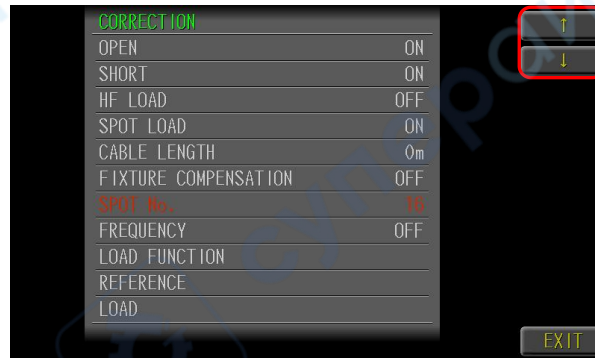 CORRECTION
OPEN ON
SHORT ON
HF LOAD OFF
SPOT LOAD ON
CABLE LENGTH 0m
FIXTURE COMPENSATION OFF
SPOT No. 16
FREQUENCY OFF
LOAD FUNCTION
REFERENCE
LOAD
↑
↓
EXIT